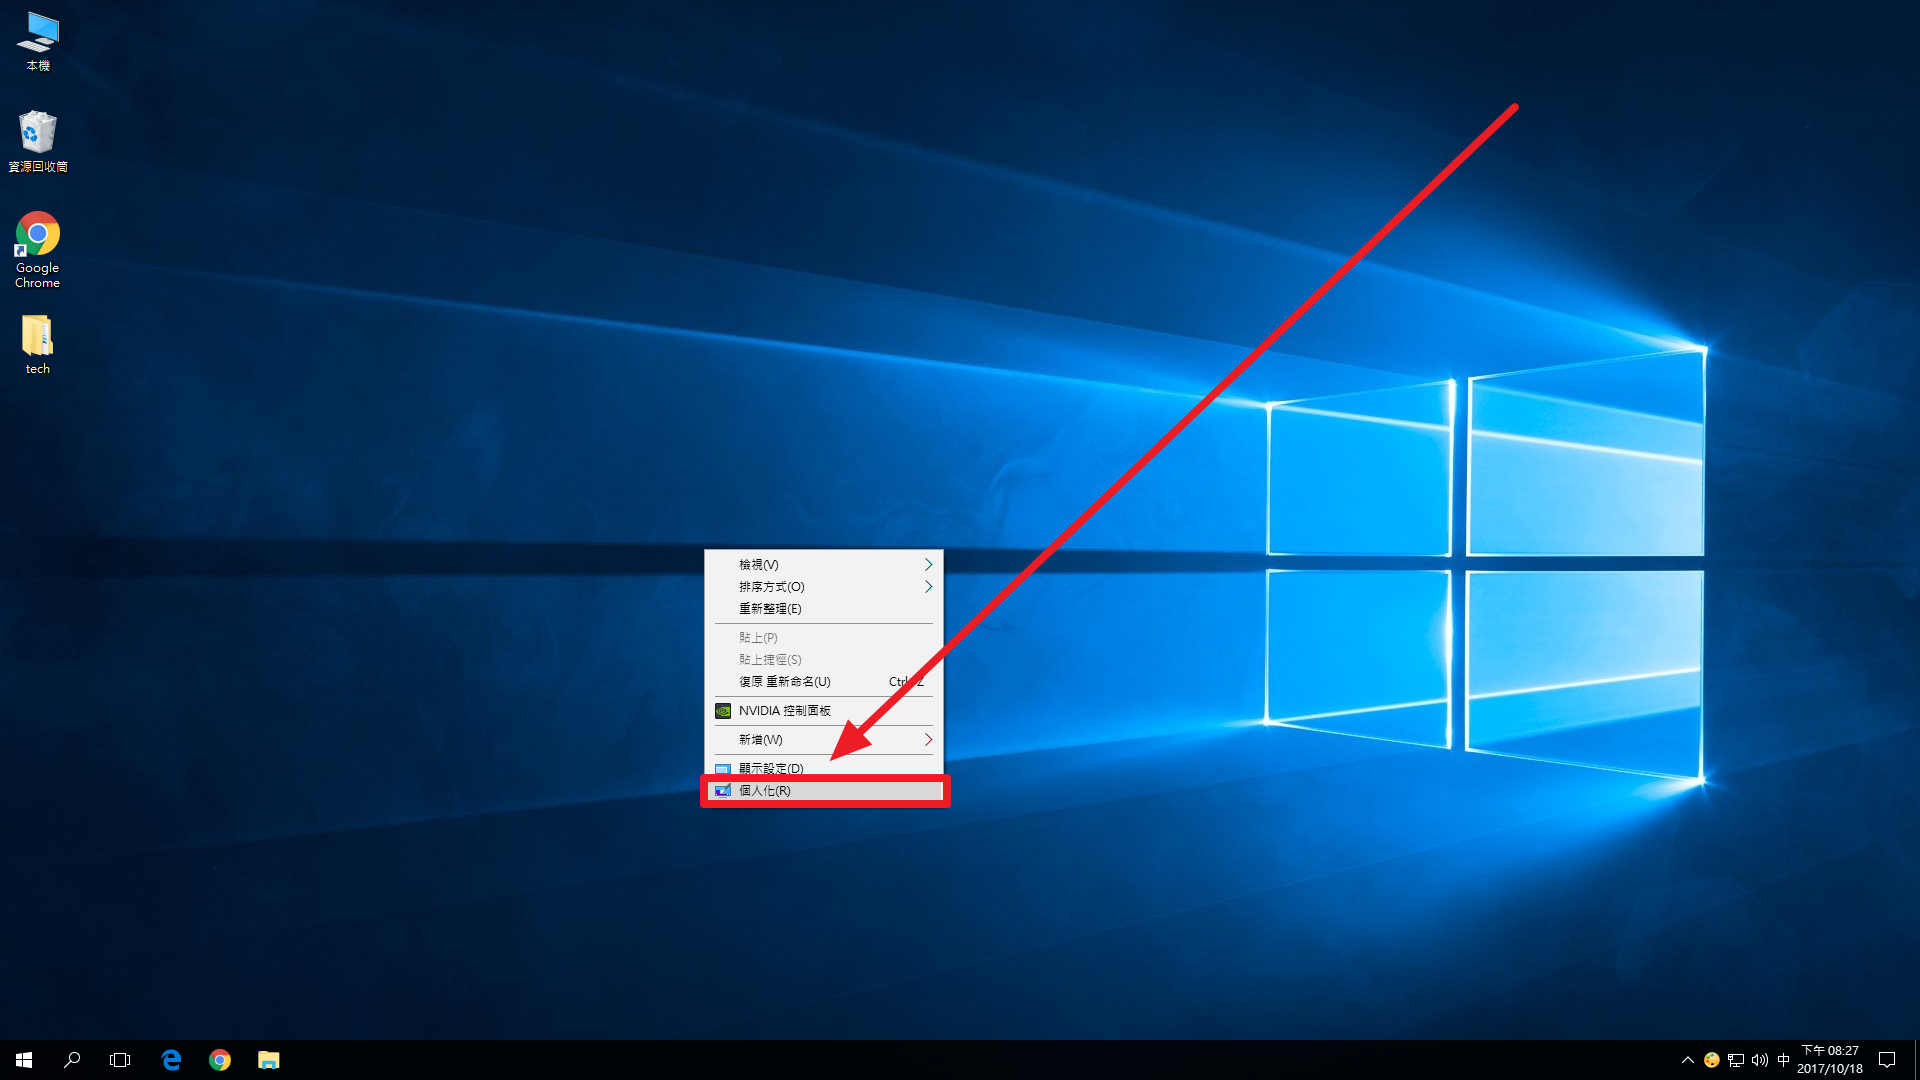 本機
資源回收筒
Google
Chrome
tech
檢視(V)
排序方式(O)
重新整理(E)
貼上(P)
貼上捷徑(S)
復原 重新命名(U) Ctrl Z
NVIDIA 控制面板
新增(W)
顯示設定(D)
個人化(R)
中
下午 08:27
2017/10/18